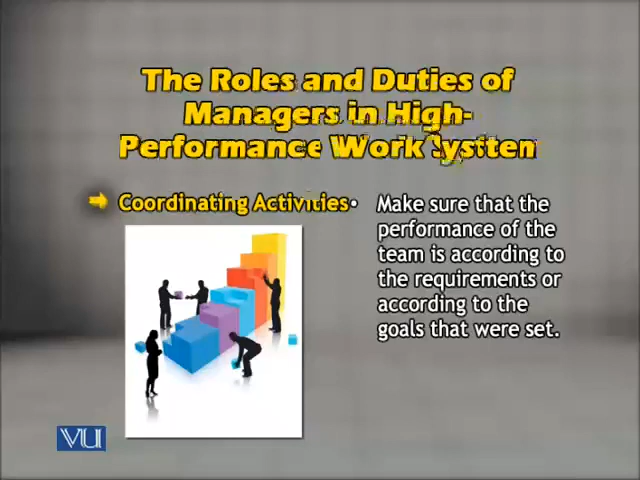 The Roles and Duties of
Managers in High-
Performance Work System
Coordinating Activities
• Make sure that the
performance of the
team is according to
the requirements or
according to the
goals that were set.
VU